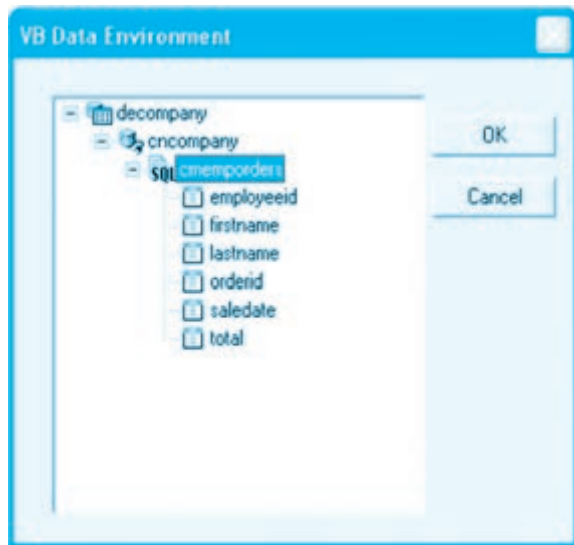 VB Data Environment
decompany
cncompany
SQL cmemporders
employeeid
firstname
lastname
orderid
saledate
total
OK
Cancel